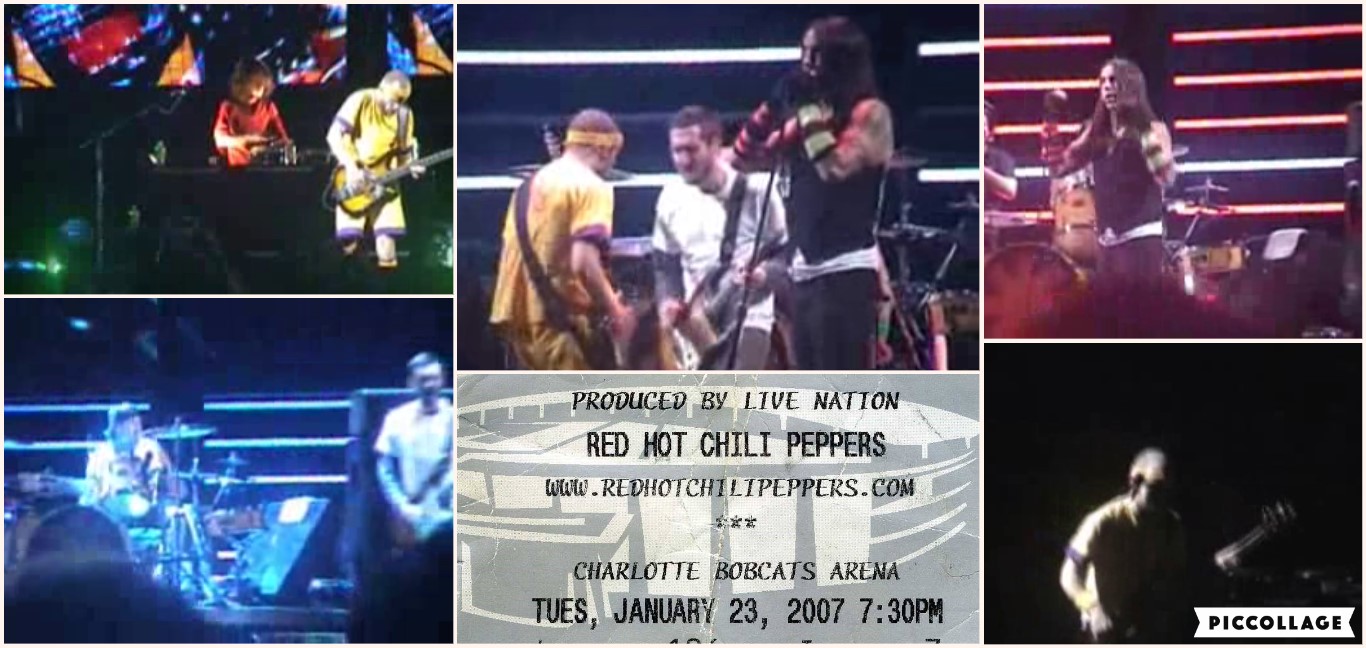 PRODUCED BY LIVE NATION
RED HOT CHILI PEPPERS
WWW.REDHOTCHILIPEPPERS.COM
***
CHARLOTTE BOBCATS ARENA
TUES, JANUARY 23, 2007 7:30PM
PICCOLLAGE